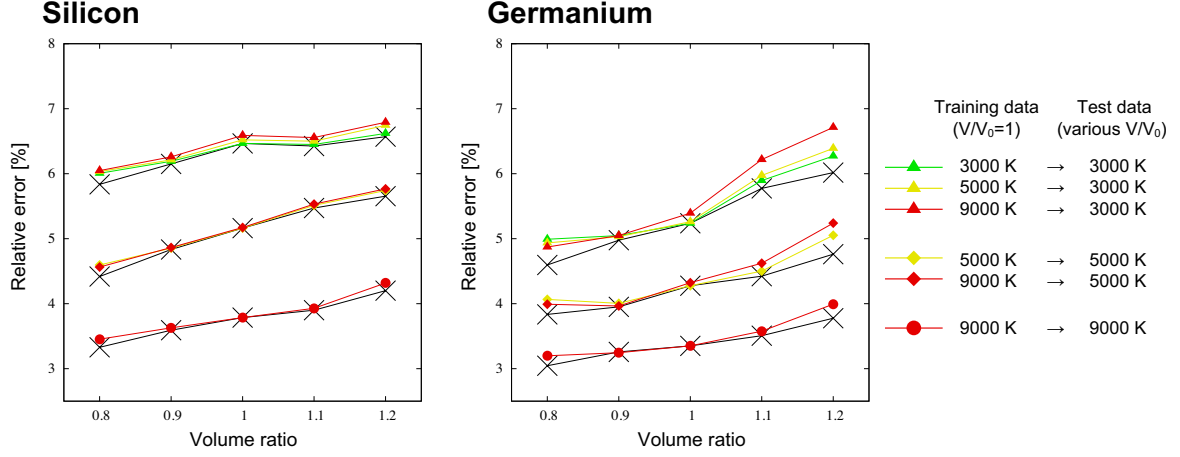 Silicon
Germanium
Relative error [%]
8
7
6
5
4
3
0.8 0.9 1 1.1 1.2
Volume ratio
Relative error [%]
8
7
6
5
4
3
0.8 0.9 1 1.1 1.2
Volume ratio
Training data Test data
(V/V₀=1) (various V/V₀)
3000 K → 3000 K
5000 K → 3000 K
9000 K → 3000 K
5000 K → 5000 K
9000 K → 5000 K
9000 K → 9000 K